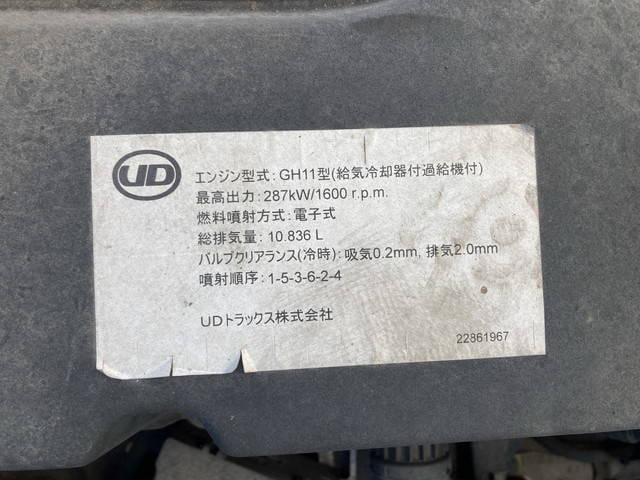 UD
エンジン型式: GH11型(給気冷却器付過給機付)
最高出力: 287kW/1600 r.p.m.
燃料噴射方式: 電子式
総排気量: 10.836 L
バルブクリアランス(冷時): 吸気0.2mm, 排気2.0mm
噴射順序: 1-5-3-6-2-4
UDトラックス株式会社
22861967